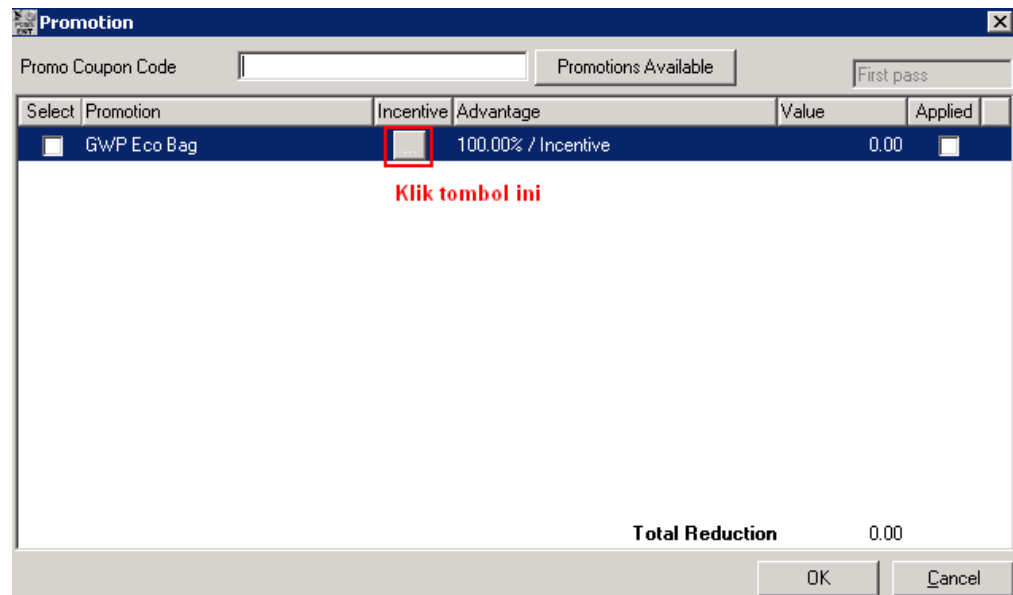 Promotion
Promo Coupon Code
Promotions Available
First pass
Select Promotion Incentive Advantage Value Applied
GWP Eco Bag ... 100.00% / Incentive 0.00
Klik tombol ini
Total Reduction 0.00
OK Cancel